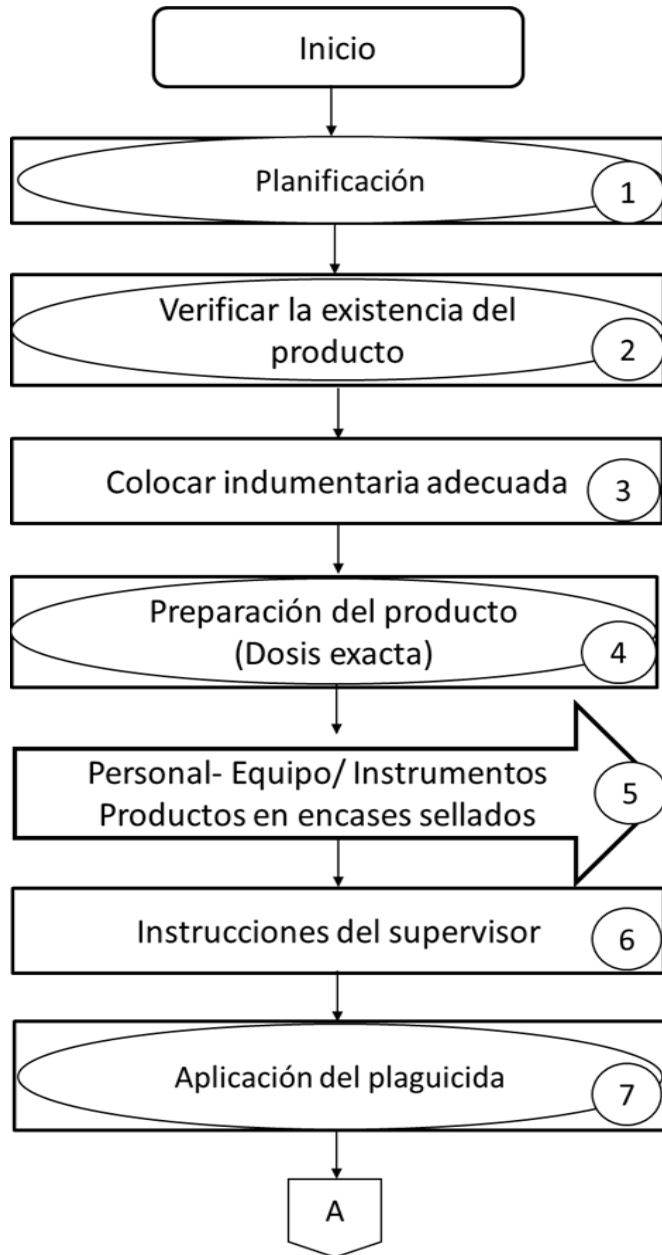 Inicio
Planificación
1
Verificar la existencia del
producto
2
Colocar indumentaria adecuada
3
Preparación del producto
(Dosis exacta)
4
Personal- Equipo/ Instrumentos
Productos en encases sellados
5
Instrucciones del supervisor
6
Aplicación del plaguicida
7
A